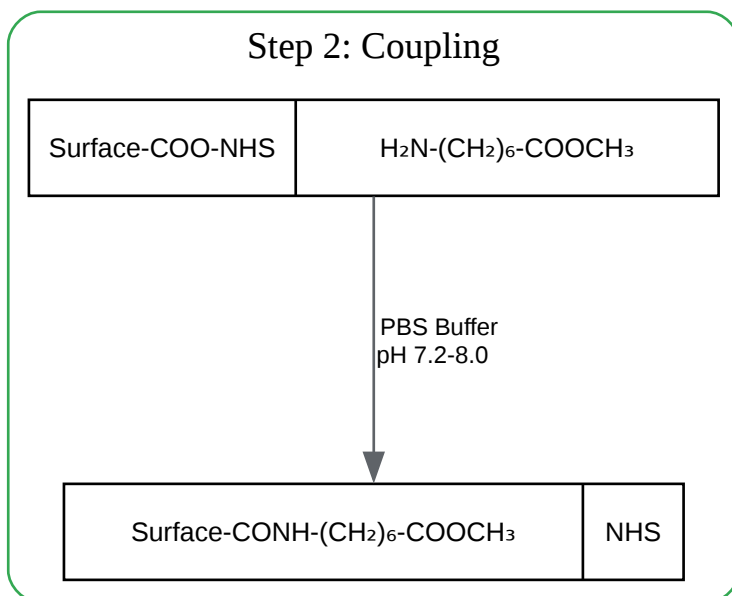 Step 2: Coupling
Surface-COO-NHS
H₂N-(CH₂)₆-COOCH₃
PBS Buffer
pH 7.2-8.0
Surface-CONH-(CH₂)₆-COOCH₃
NHS